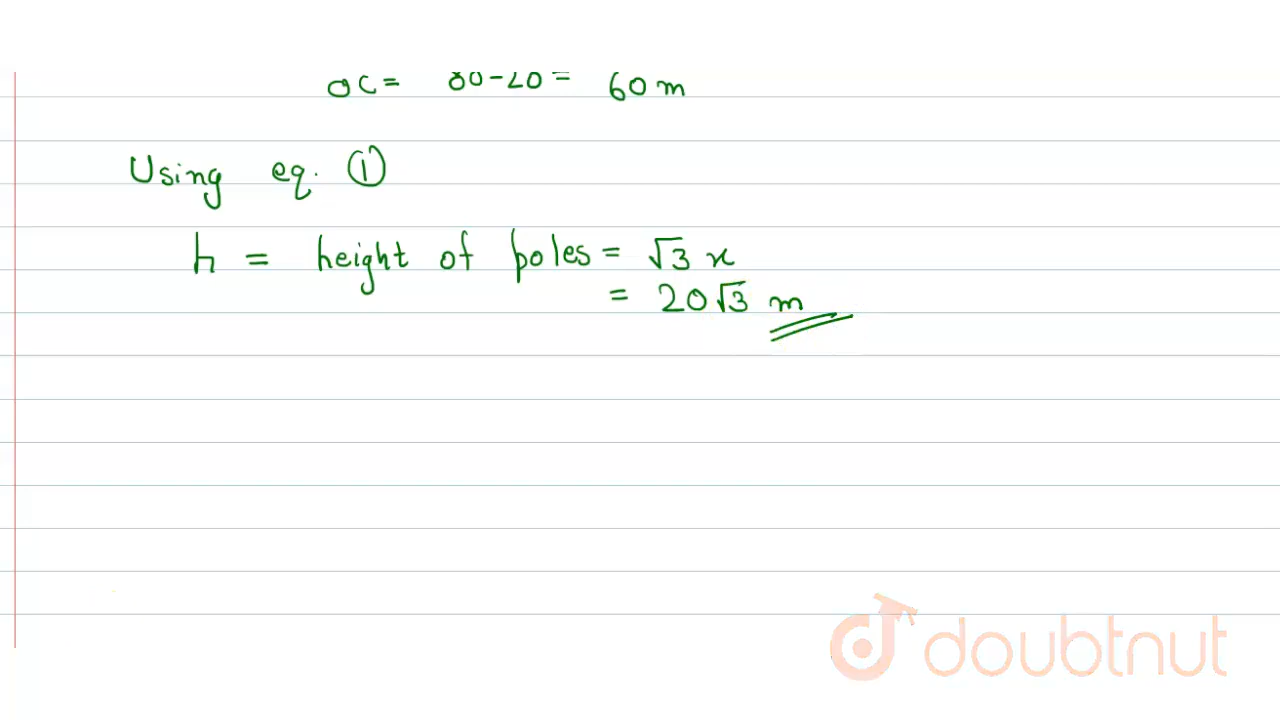 OC = 80-20 = 60 m
Using eq. ①
h = height of poles = √3 x
= 20√3 m
doubtnut